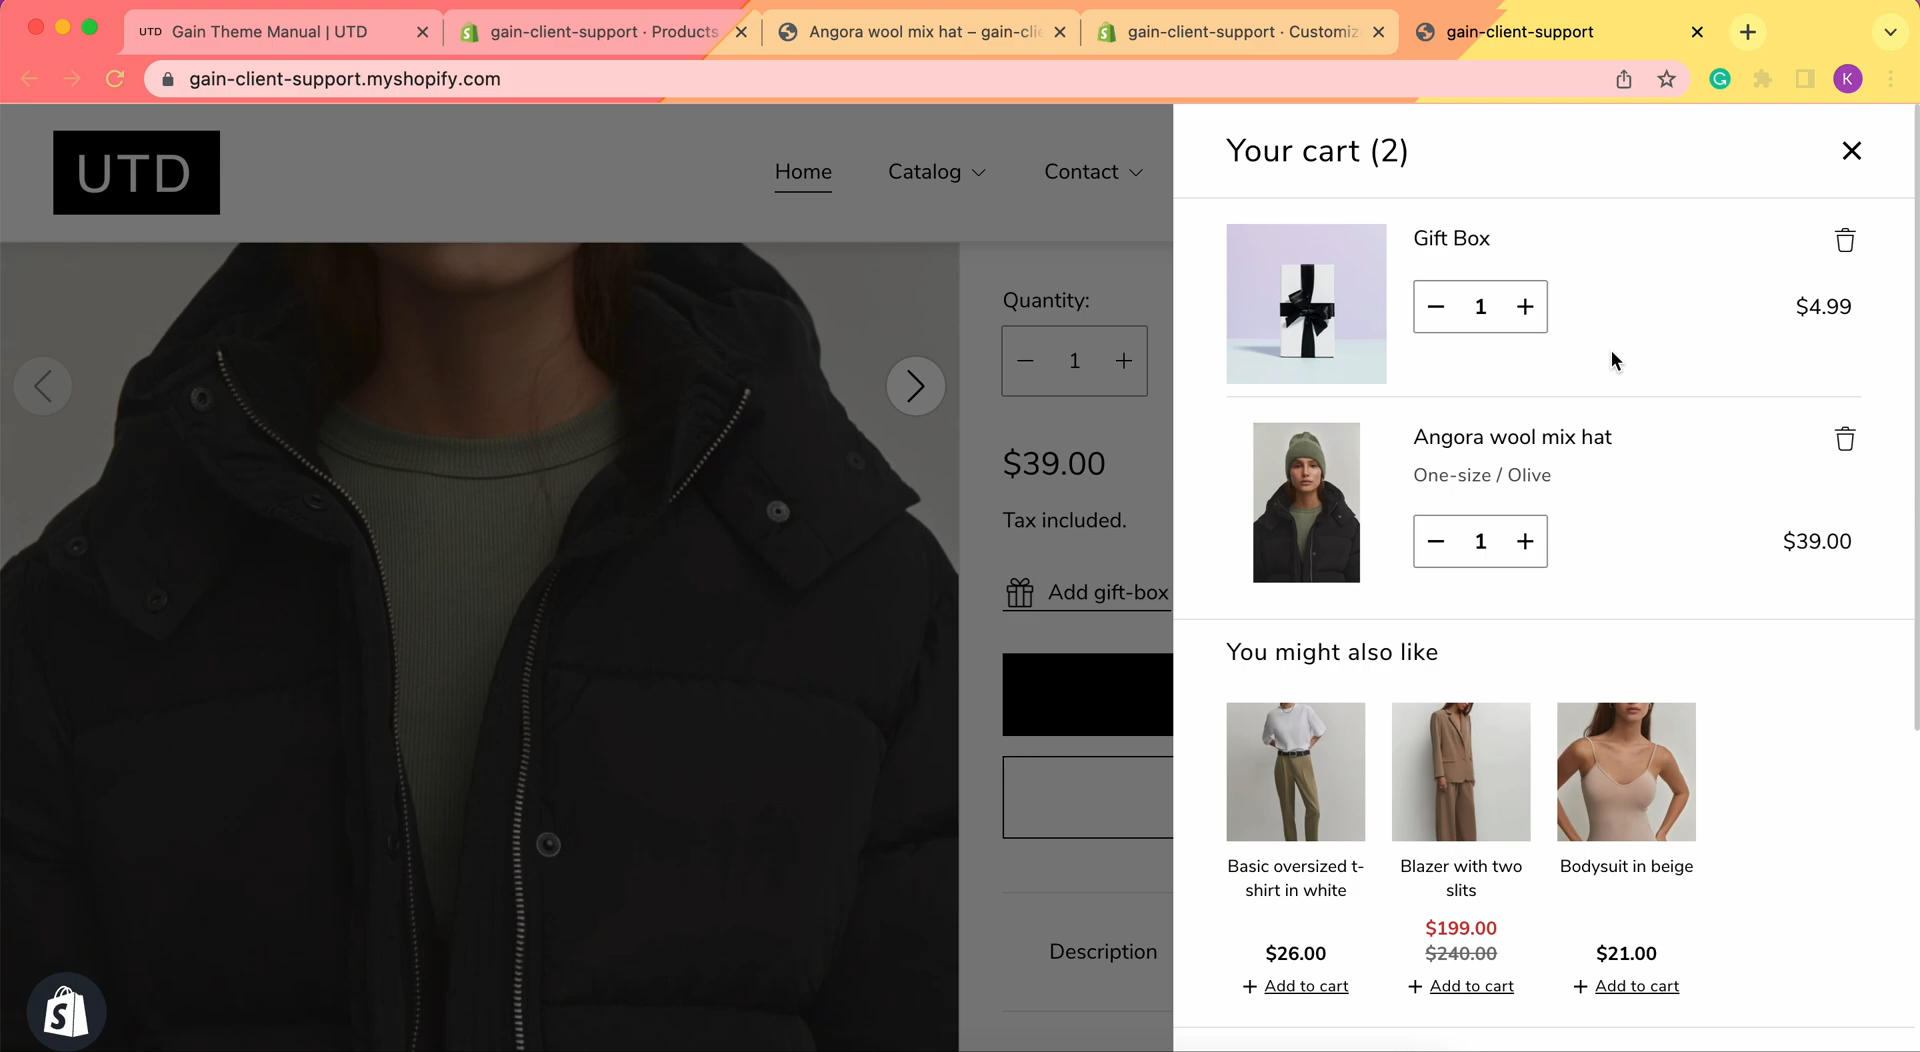 UTD Gain Theme Manual | UTD
gain-client-support · Products
Angora wool mix hat – gain-clie
gain-client-support · Customiz
gain-client-support
gain-client-support.myshopify.com
G
K
UTD
Home
Catalog
Contact
Quantity:
− 1 +
$39.00
Tax included.
Add gift-box
Description
S
Your cart (2)
Gift Box
− 1 +
$4.99
Angora wool mix hat
One-size / Olive
− 1 +
$39.00
You might also like
Basic oversized t-
shirt in white
$26.00
+ Add to cart
Blazer with two
slits
$199.00
$240.00
+ Add to cart
Bodysuit in beige
$21.00
+ Add to cart